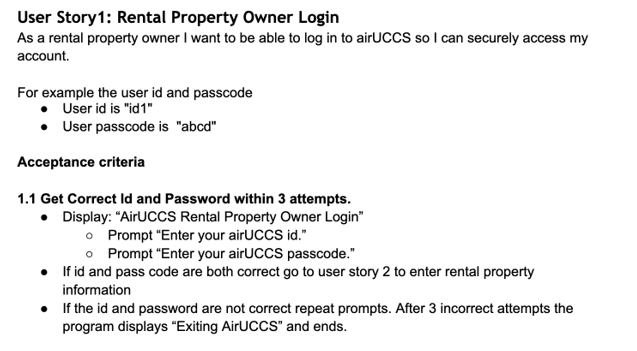 User Story1: Rental Property Owner Login
As a rental property owner I want to be able to log in to airUCCS so I can securely access my
account.
For example the user id and passcode
● User id is "id1"
● User passcode is "abcd"
Acceptance criteria
1.1 Get Correct Id and Password within 3 attempts.
● Display: “AirUCCS Rental Property Owner Login”
○ Prompt “Enter your airUCCS id.”
○ Prompt “Enter your airUCCS passcode.”
● If id and pass code are both correct go to user story 2 to enter rental property
information
● If the id and password are not correct repeat prompts. After 3 incorrect attempts the
program displays “Exiting AirUCCS” and ends.